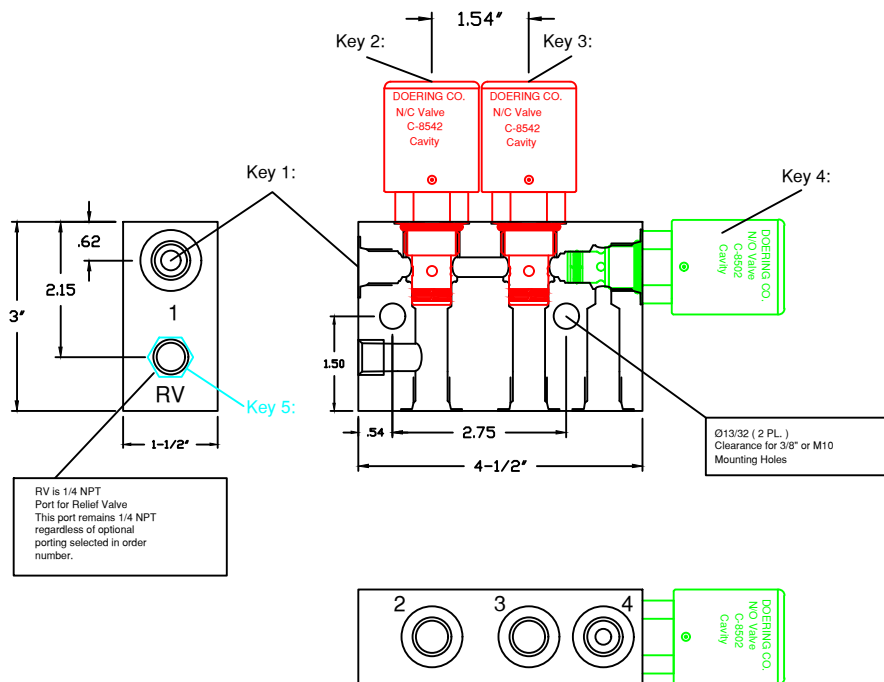 1.54"
Key 2:
Key 3:
DOERING CO.
N/C Valve
C-8542
Cavity
DOERING CO.
N/C Valve
C-8542
Cavity
Key 1:
Key 4:
.62
2.15
3"
1
RV
Key 5:
1-1/2"
DOERING CO.
N/O Valve
C-8502
Cavity
1.50
.54
2.75
4-1/2"
Ø13/32 ( 2 PL. )
Clearance for 3/8" or M10
Mounting Holes
RV is 1/4 NPT
Port for Relief Valve
This port remains 1/4 NPT
regardless of optional
porting selected in order
number.
2
3
4
DOERING CO.
N/O Valve
C-8502
Cavity